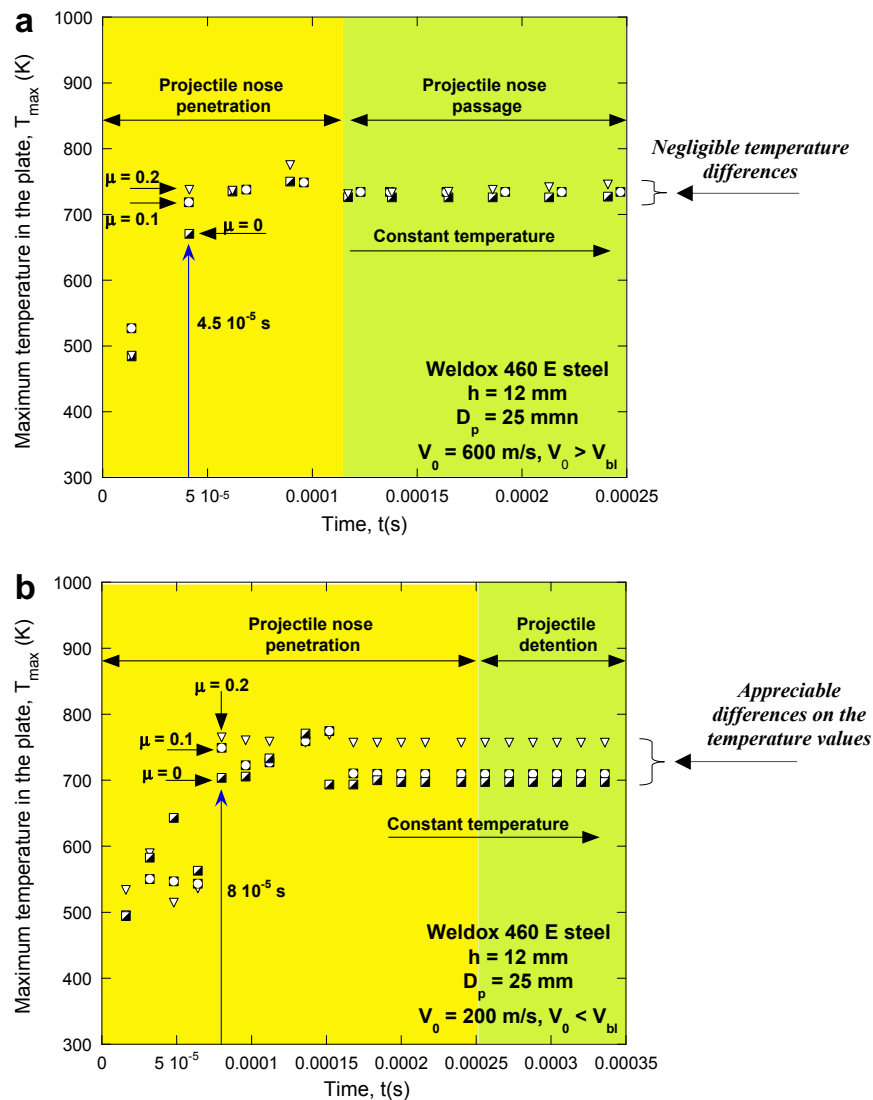 a
1000
900
800
700
600
500
400
300
Maximum temperature in the plate, T_max (K)
Projectile nose
penetration
Projectile nose
passage
μ = 0.2
μ = 0.1
μ = 0
4.5 10⁻⁵ s
Constant temperature
Negligible temperature
differences
Weldox 460 E steel
h = 12 mm
D_p = 25 mmn
V_0 = 600 m/s, V_0 > V_bl
0
5 10⁻⁵
0.0001
0.00015
0.0002
0.00025
Time, t(s)
b
1000
900
800
700
600
500
400
300
Maximum temperature in the plate, T_max (K)
Projectile nose
penetration
Projectile
detention
μ = 0.2
μ = 0.1
μ = 0
8 10⁻⁵ s
Constant temperature
Appreciable
differences on the
temperature values
Weldox 460 E steel
h = 12 mm
D_p = 25 mm
V_0 = 200 m/s, V_0 < V_bl
0
5 10⁻⁵
0.0001
0.00015
0.0002
0.00025
0.0003
0.00035
Time, t(s)